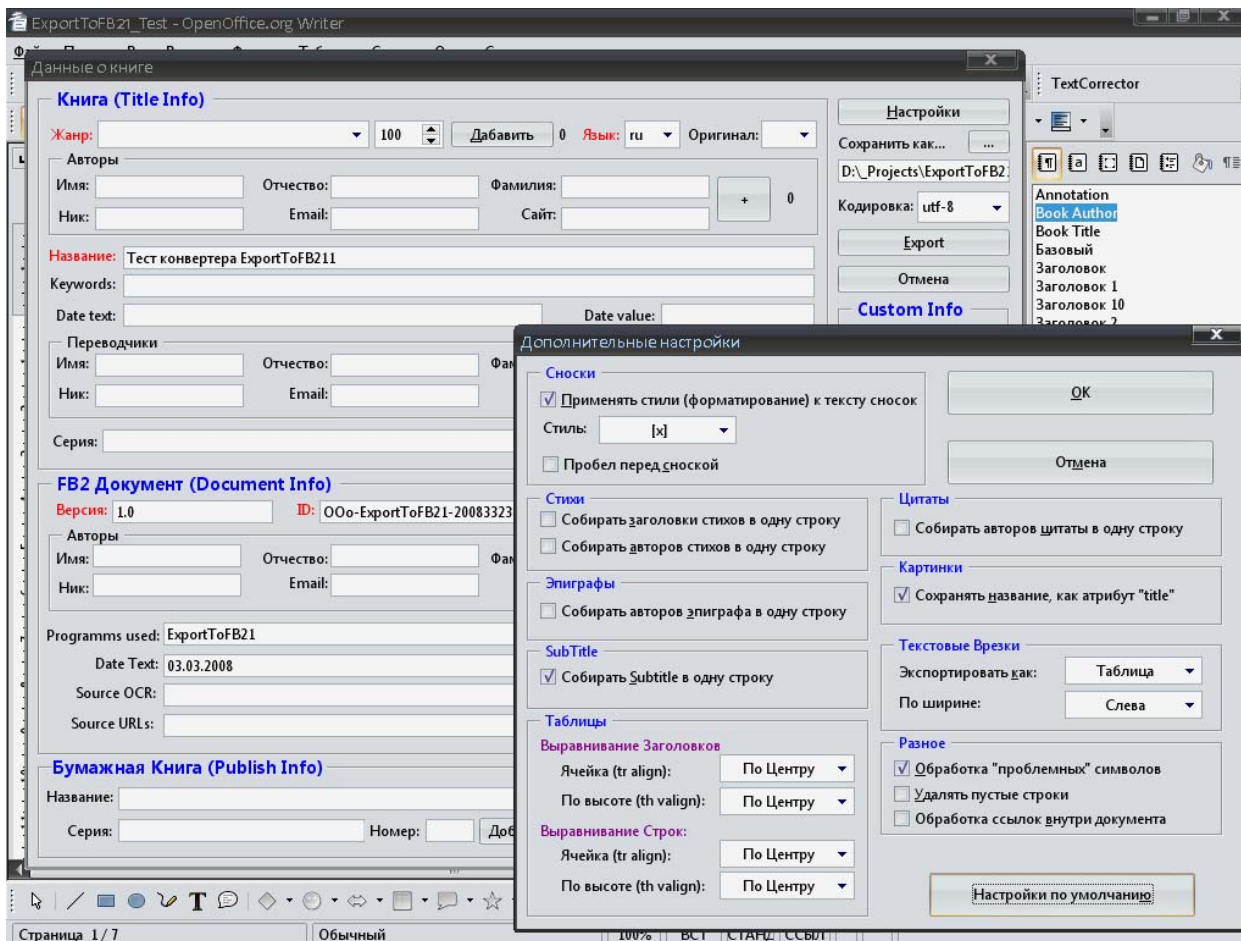 ExportToFB21_Test - OpenOffice.org Writer
Данные о книге
Книга (Title Info)
Жанр: 100 Дабавить 0 Язык: ru Оригинал:
Авторы
Имя: Отчество: Фамилия:
Ник: Email: Сайт:
+ 0
Название: Тест конвертера ExportToFB211
Keywords:
Date text: Date value:
Переводчики
Имя: Отчество:
Ник: Email:
Серия:
FB2 Документ (Document Info)
Версия: 1.0 ID: OOo-ExportToFB21-20083323
Авторы
Имя: Отчество:
Ник: Email:
Programms used: ExportToFB21
Date Text: 03.03.2008
Source OCR:
Source URLs:
Бумажная Книга (Publish Info)
Название:
Серия: Номер: Доб
Настройки
Сохранить как... ...
D:\_Projects\ExportToFB2
Кодировка: utf-8
Export
Отмена
Custom Info
TextCorrector
Annotation
Book Author
Book Title
Базовый
Заголовок
Заголовок 1
Заголовок 10
Заголовок 2
Дополнительные настройки
Сноски
Применять стили (форматирование) к тексту сносок
Стиль: [x]
Пробел перед сноской
OK
Отмена
Стихи
Собирать заголовки стихов в одну строку
Собирать авторов стихов в одну строку
Эпиграфы
Собирать авторов эпиграфа в одну строку
SubTitle
Собирать Subtitle в одну строку
Таблицы
Выравнивание Заголовков
Ячейка (tr align): По Центру
По высоте (th valign): По Центру
Выравнивание Строк:
Ячейка (tr align): По Центру
По высоте (th valign): По Центру
Цитаты
Собирать авторов цитаты в одну строку
Картинки
Сохранять название, как атрибут "title"
Текстовые Врезки
Экспортировать как: Таблица
По ширине: Слева
Разное
Обработка "проблемных" символов
Удалять пустые строки
Обработка ссылок внутри документа
Настройки по умолчанию
Страница 1/7 Обычный 100% ВСТ СТАНД ССЫЛ